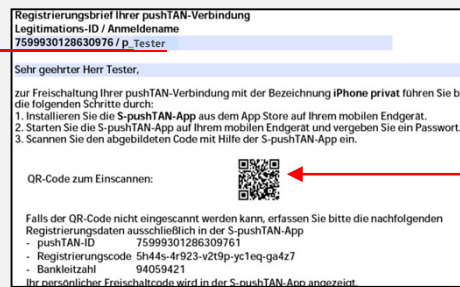 Registrierungsbrief Ihrer pushTAN-Verbindung
Legitimations-ID / Anmeldename
7599930128630976 / p_Tester
Sehr geehrter Herr Tester,
zur Freischaltung Ihrer pushTAN-Verbindung mit der Bezeichnung iPhone privat führen Sie b
die folgenden Schritte durch:
1. Installieren Sie die S-pushTAN-App aus dem App Store auf Ihrem mobilen Endgerät.
2. Starten Sie die S-pushTAN-App auf Ihrem mobilen Endgerät und vergeben Sie ein Passwort.
3. Scannen Sie den abgebildeten Code mit Hilfe der S-pushTAN-App ein.
QR-Code zum Einscannen:
Falls der QR-Code nicht eingescannt werden kann, erfassen Sie bitte die nachfolgenden
Registrierungsdaten ausschließlich in der S-pushTAN-App
- pushTAN-ID 75999301286309761
- Registrierungscode 5h44s-4r923-v2t9p-yc1eq-ga4z7
- Bankleitzahl 94059421
Ihr persönlicher Freischaltcode wird in der S-pushTAN-App angezeigt.